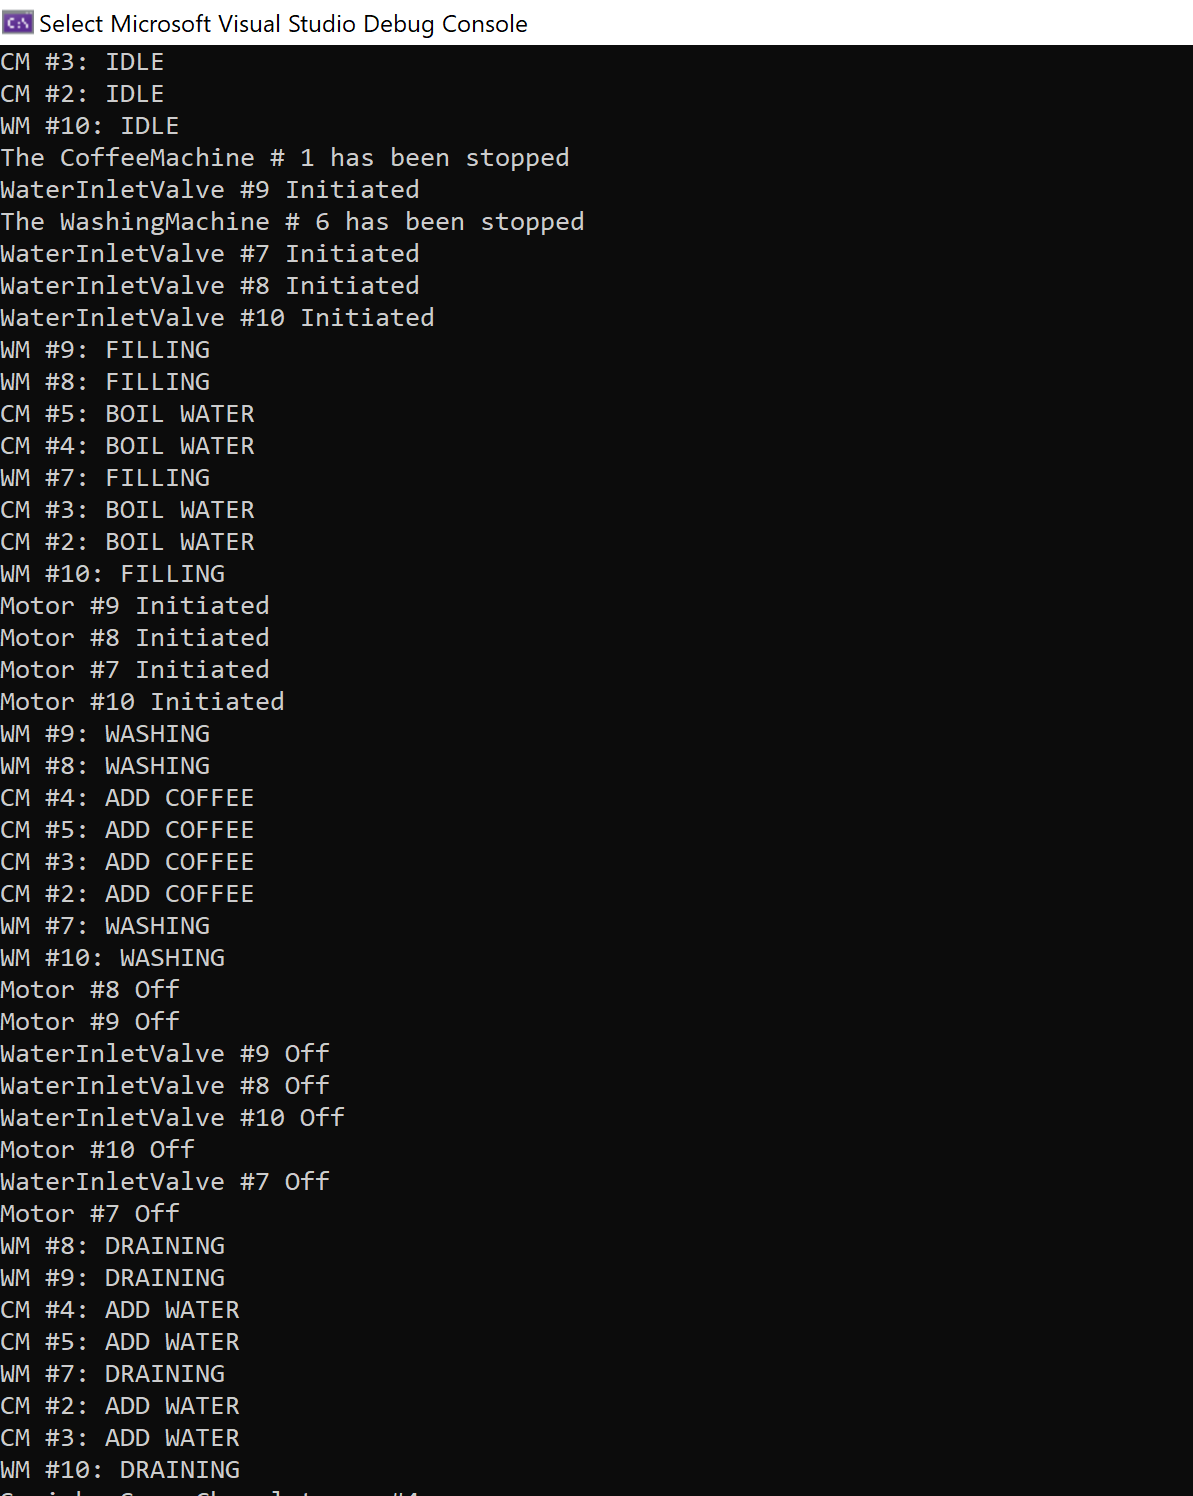 Select Microsoft Visual Studio Debug Console
CM #3: IDLE
CM #2: IDLE
WM #10: IDLE
The CoffeeMachine # 1 has been stopped
WaterInletValve #9 Initiated
The WashingMachine # 6 has been stopped
WaterInletValve #7 Initiated
WaterInletValve #8 Initiated
WaterInletValve #10 Initiated
WM #9: FILLING
WM #8: FILLING
CM #5: BOIL WATER
CM #4: BOIL WATER
WM #7: FILLING
CM #3: BOIL WATER
CM #2: BOIL WATER
WM #10: FILLING
Motor #9 Initiated
Motor #8 Initiated
Motor #7 Initiated
Motor #10 Initiated
WM #9: WASHING
WM #8: WASHING
CM #4: ADD COFFEE
CM #5: ADD COFFEE
CM #3: ADD COFFEE
CM #2: ADD COFFEE
WM #7: WASHING
WM #10: WASHING
Motor #8 Off
Motor #9 Off
WaterInletValve #9 Off
WaterInletValve #8 Off
WaterInletValve #10 Off
Motor #10 Off
WaterInletValve #7 Off
Motor #7 Off
WM #8: DRAINING
WM #9: DRAINING
CM #4: ADD WATER
CM #5: ADD WATER
WM #7: DRAINING
CM #2: ADD WATER
CM #3: ADD WATER
WM #10: DRAINING